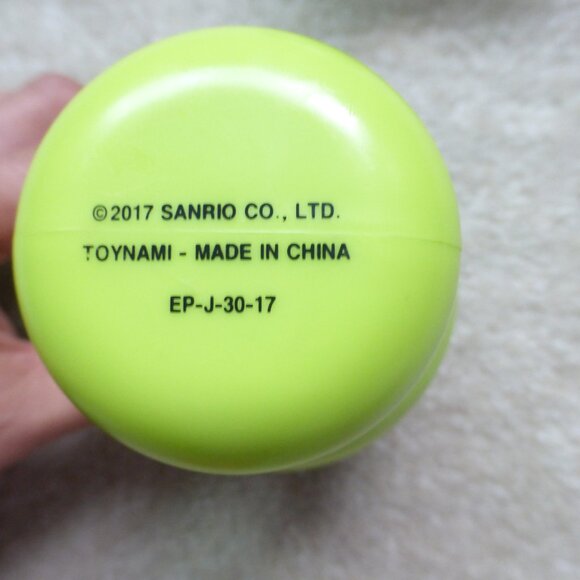 ©2017 SANRIO CO., LTD.
TOYNAMI - MADE IN CHINA
EP-J-30-17